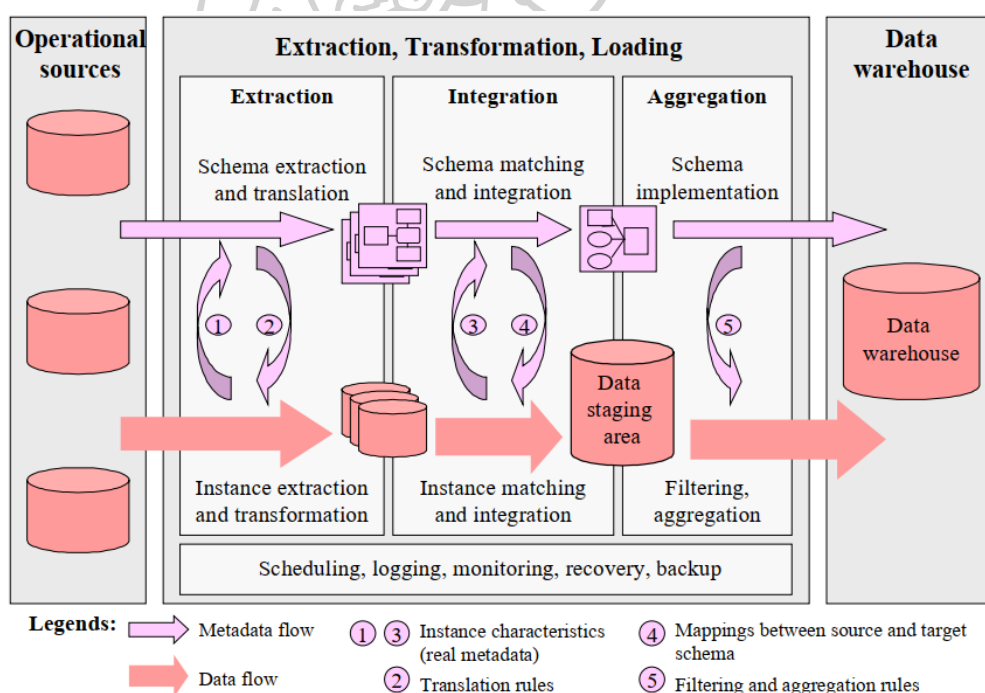 Operational
sources
Extraction, Transformation, Loading
Data
warehouse
Extraction
Integration
Aggregation
Schema extraction
and translation
Schema matching
and integration
Schema
implementation
1
2
3
4
5
Data
staging
area
Data
warehouse
Instance extraction
and transformation
Instance matching
and integration
Filtering,
aggregation
Scheduling, logging, monitoring, recovery, backup
Legends:
Metadata flow
Data flow
1 3 Instance characteristics
(real metadata)
2 Translation rules
4 Mappings between source and target
schema
5 Filtering and aggregation rules